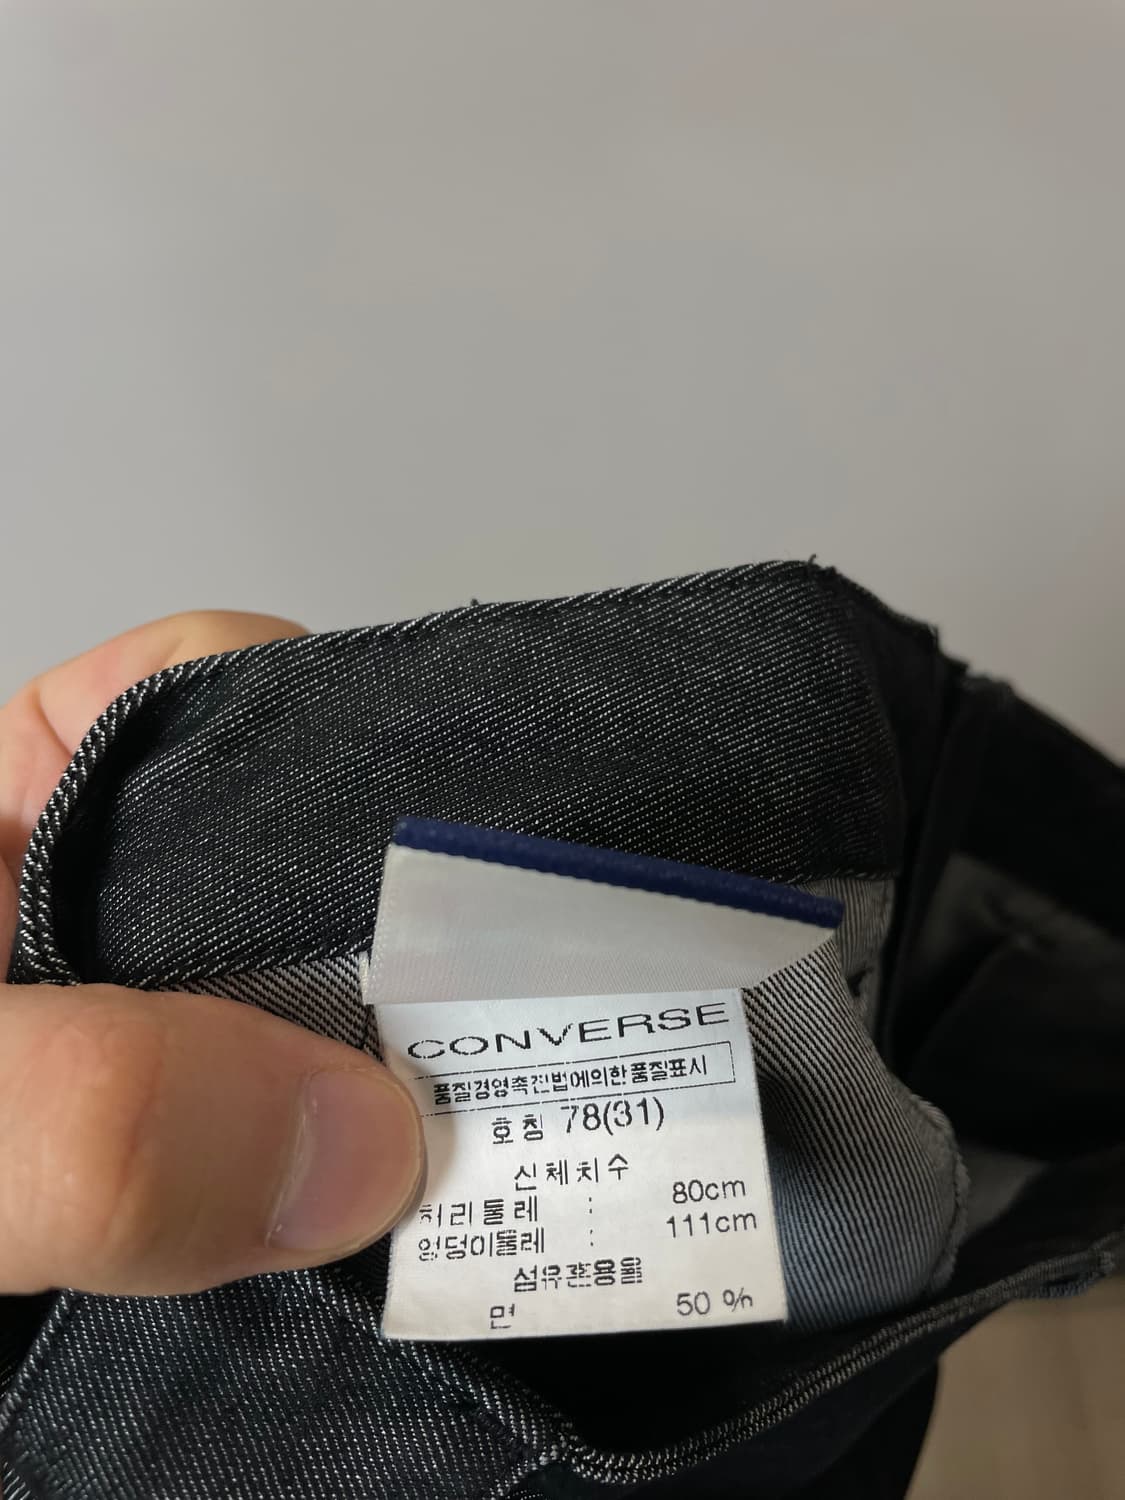 CONVERSE
품질경영촉진법에의한품질표시
호칭 78(31)
신체치수
허리둘레 : 80cm
엉덩이둘레 : 111cm
섬유혼용율
면 50 %